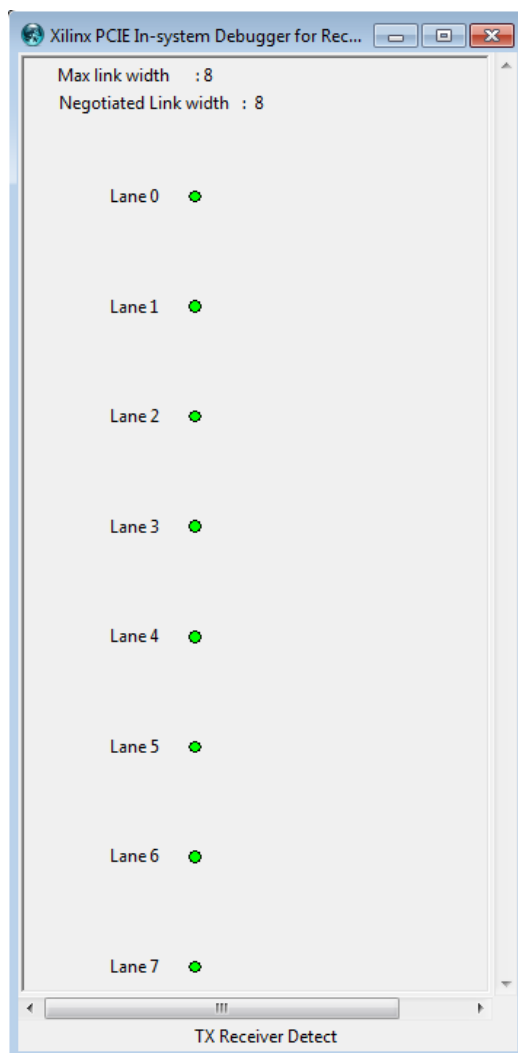 Xilinx PCIE In-system Debugger for Rec...
Max link width : 8
Negotiated Link width : 8
Lane 0
Lane 1
Lane 2
Lane 3
Lane 4
Lane 5
Lane 6
Lane 7
TX Receiver Detect